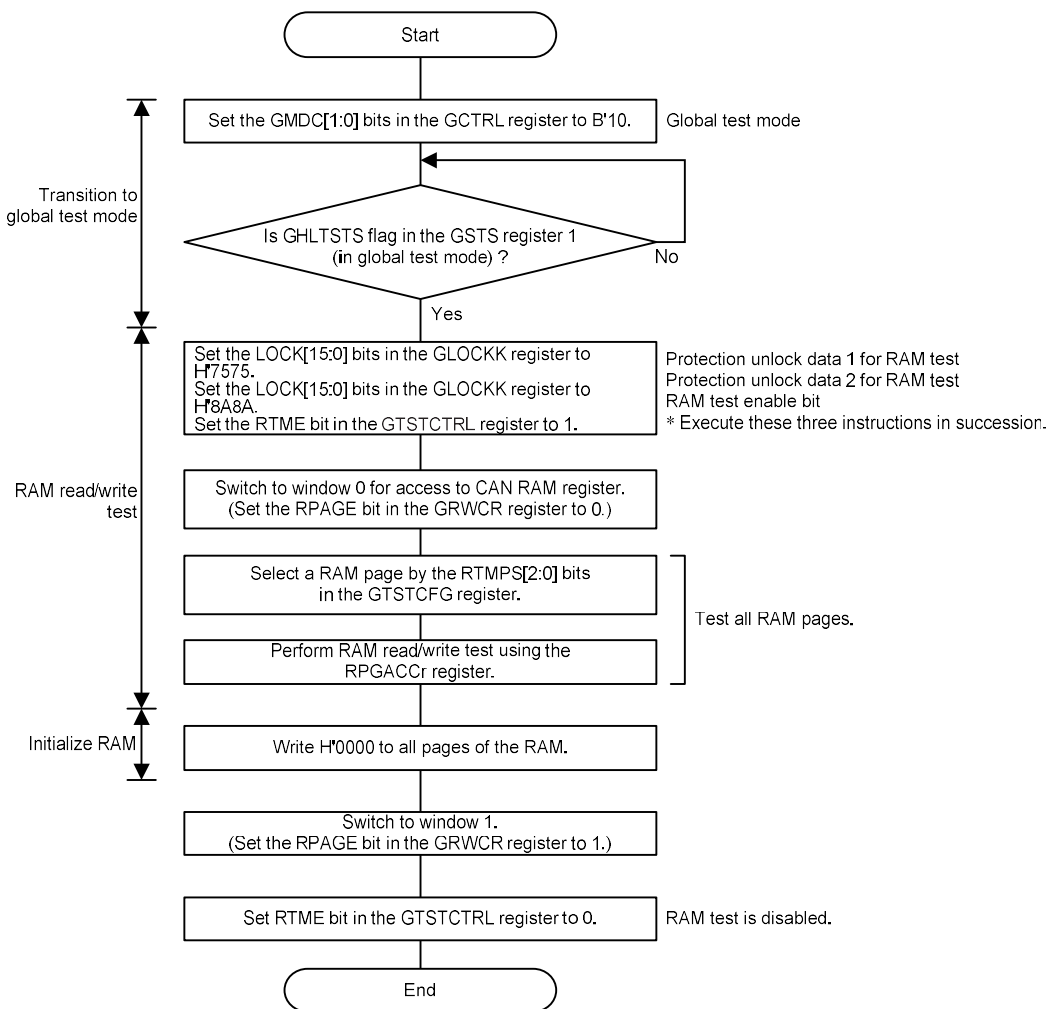 Start
Set the GMDC[1:0] bits in the GCTRL register to B'10.
Global test mode
Transition to
global test mode
Is GHLTSTS flag in the GSTS register 1
(in global test mode) ?
No
Yes
Set the LOCK[15:0] bits in the GLOCKK register to
H'7575.
Set the LOCK[15:0] bits in the GLOCKK register to
H'8A8A.
Set the RTME bit in the GTSTCTRL register to 1.
Protection unlock data 1 for RAM test
Protection unlock data 2 for RAM test
RAM test enable bit
* Execute these three instructions in succession.
RAM read/write
test
Switch to window 0 for access to CAN RAM register.
(Set the RPAGE bit in the GRWCR register to 0.)
Select a RAM page by the RTMPS[2:0] bits
in the GTSTCFG register.
Test all RAM pages.
Perform RAM read/write test using the
RPGACCr register.
Initialize RAM
Write H'0000 to all pages of the RAM.
Switch to window 1.
(Set the RPAGE bit in the GRWCR register to 1.)
Set RTME bit in the GTSTCTRL register to 0.
RAM test is disabled.
End